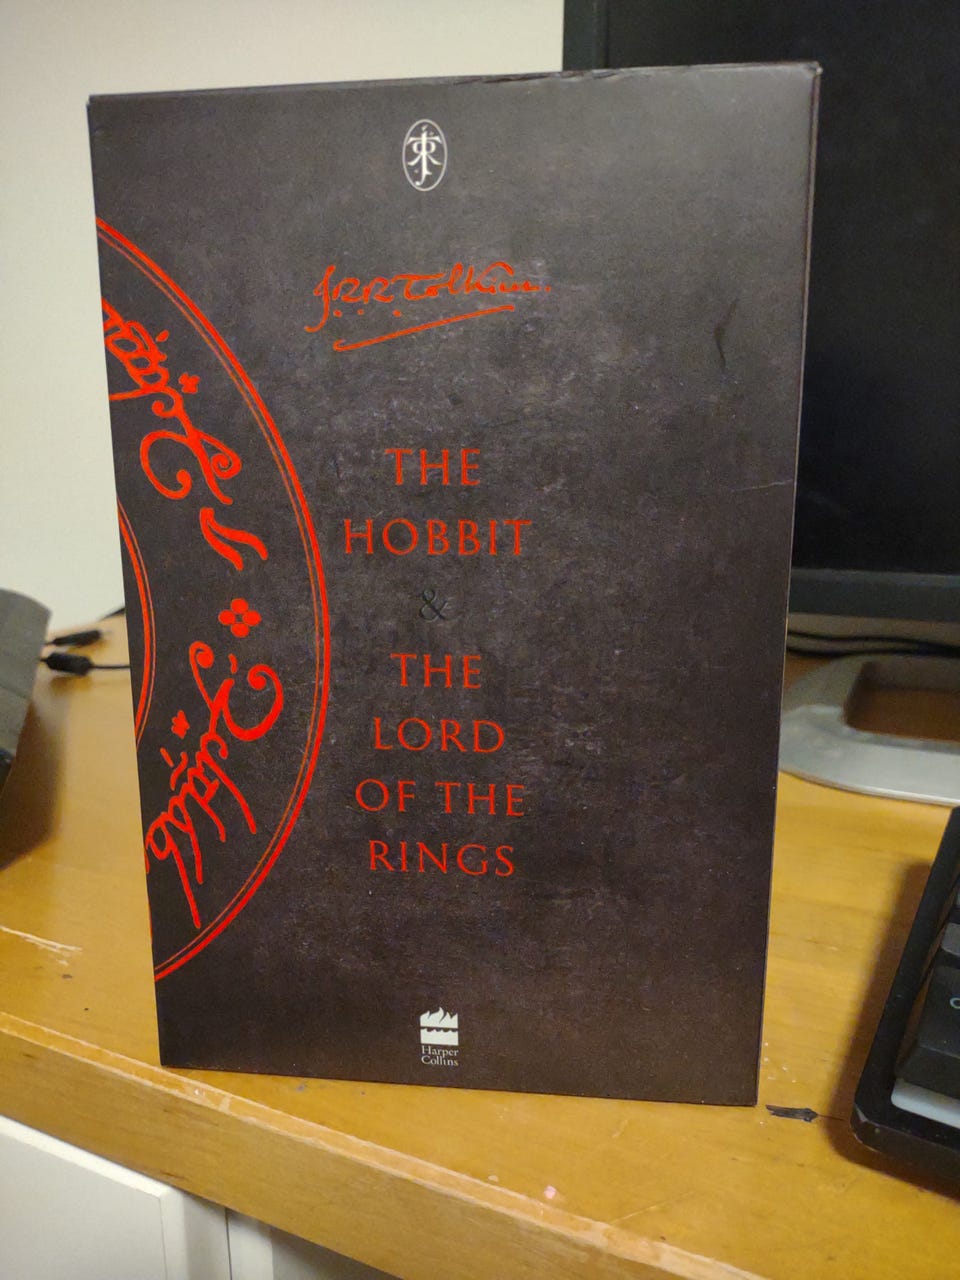 J.R.R. Tolkien
THE
HOBBIT
&
THE
LORD
OF THE
RINGS
Harper
Collins